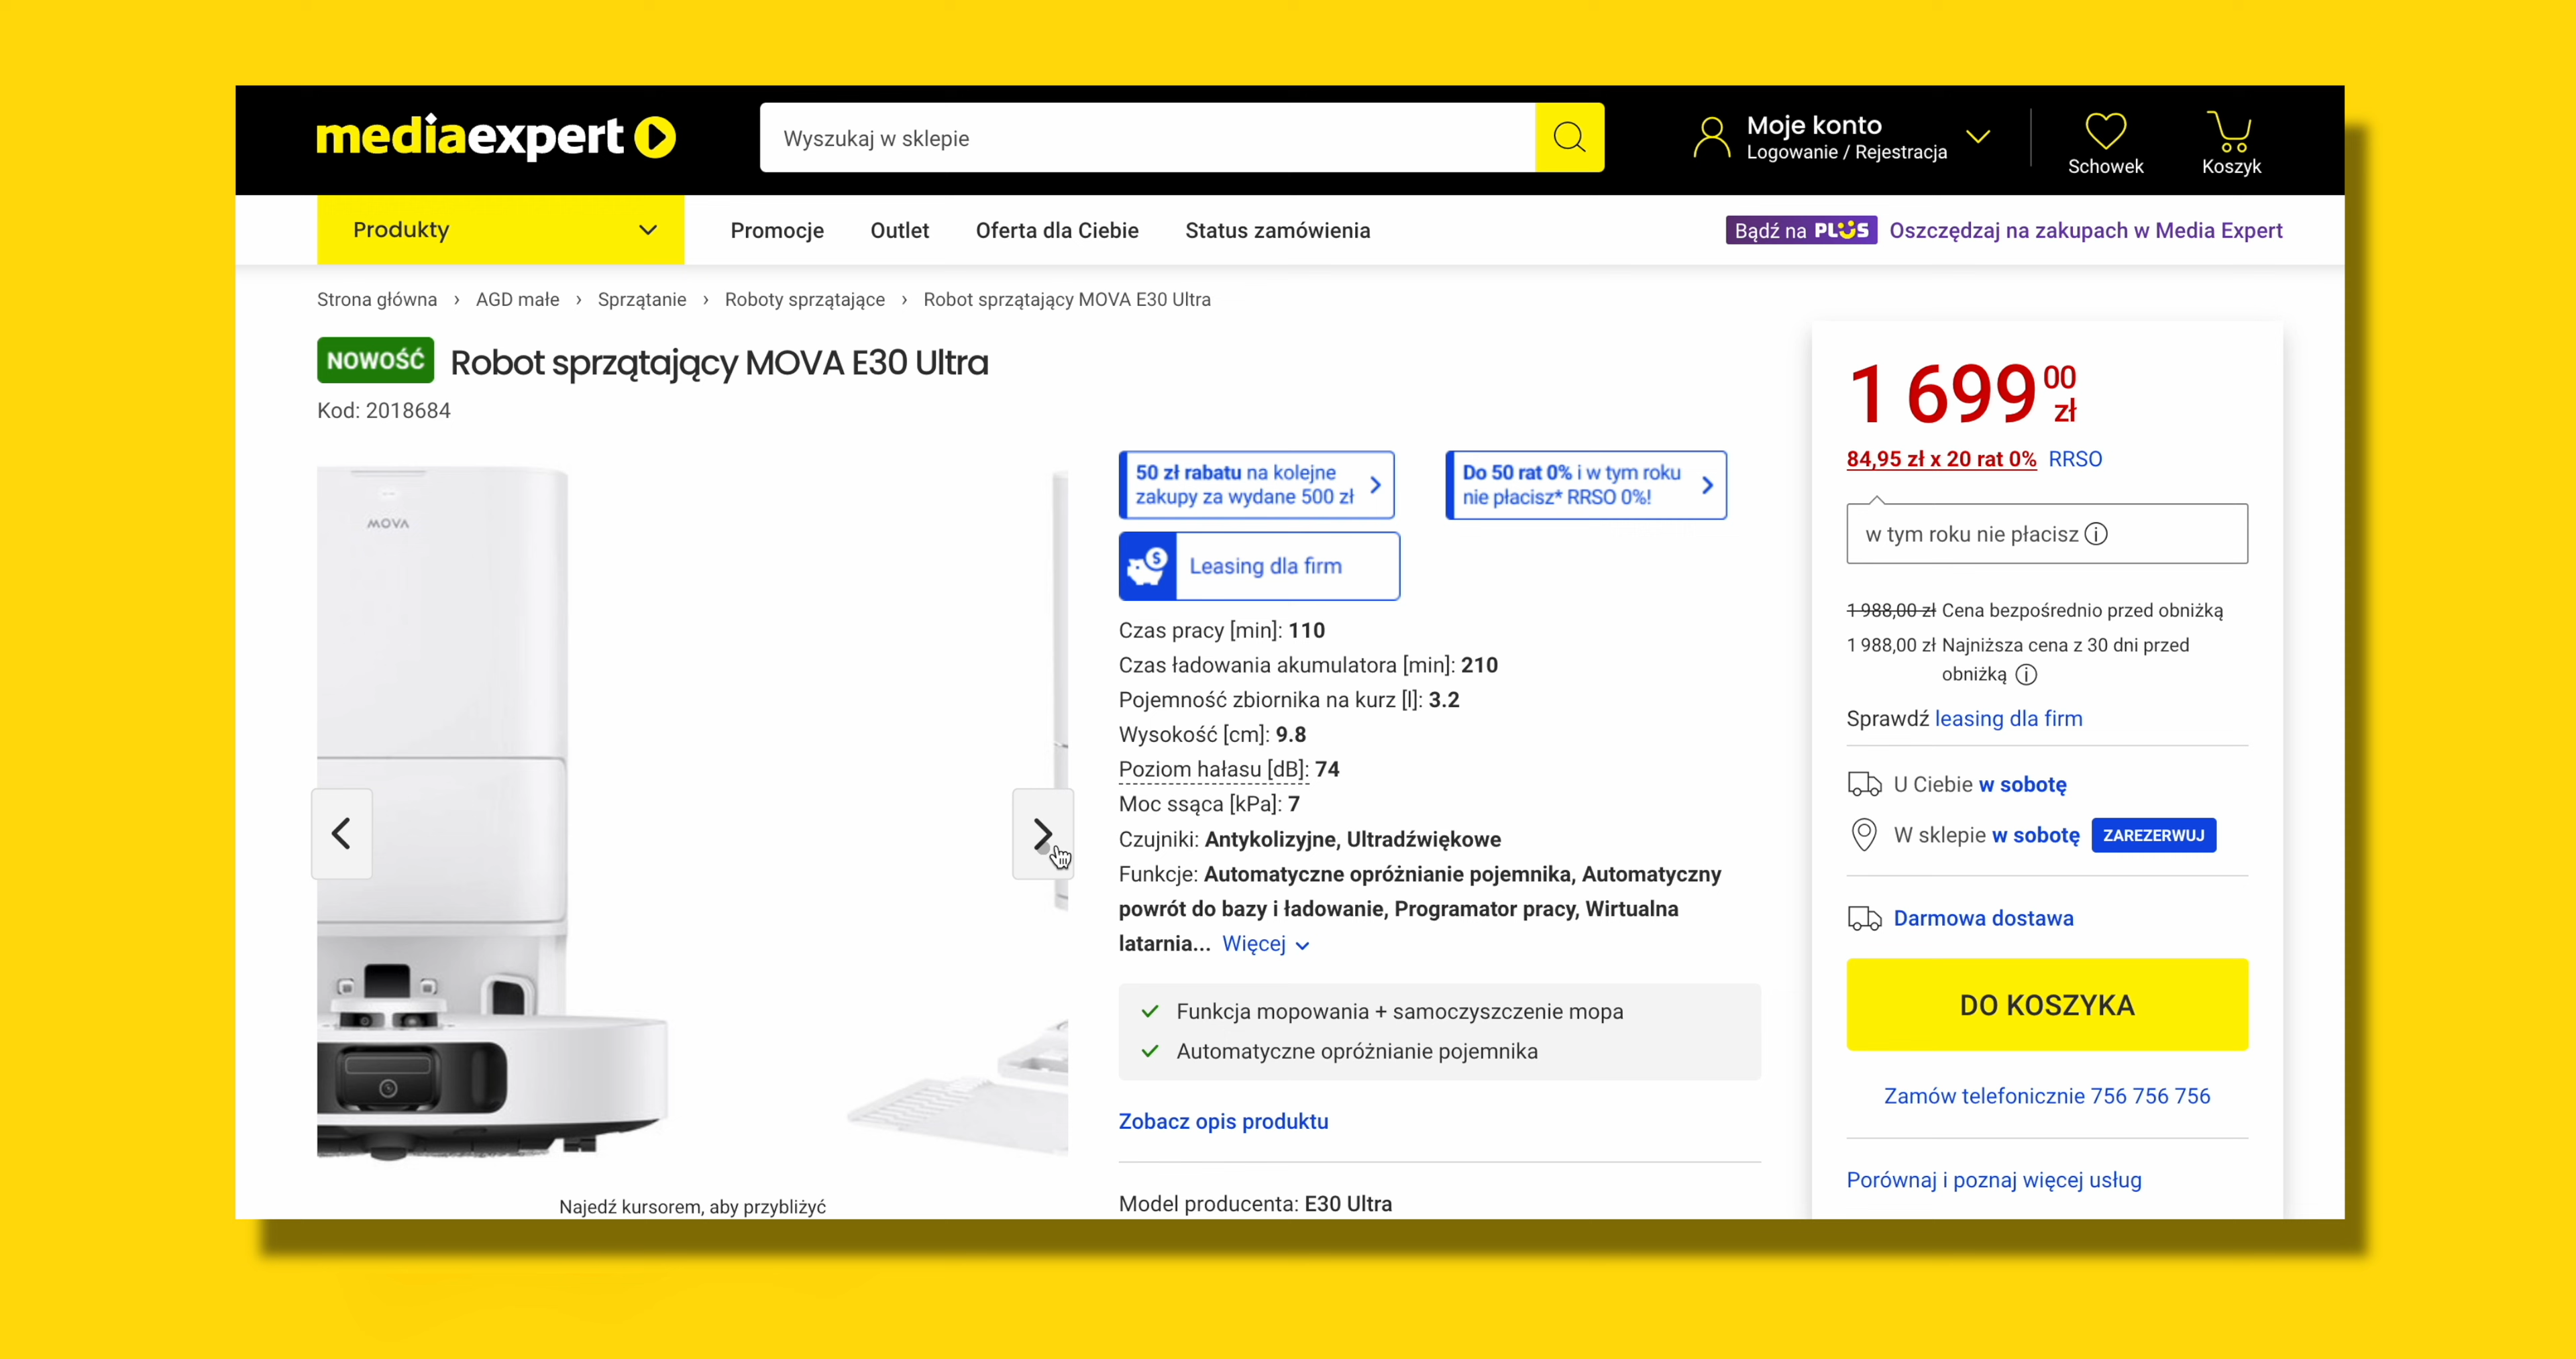 mediaexpert
Wyszukaj w sklepie
Moje konto
Logowanie / Rejestracja
Schowek
Koszyk
Produkty
Promocje
Outlet
Oferta dla Ciebie
Status zamówienia
Bądź na PLUS
Oszczędzaj na zakupach w Media Expert
Strona główna › AGD małe › Sprzątanie › Roboty sprzątające › Robot sprzątający MOVA E30 Ultra
NOWOŚĆ
Robot sprzątający MOVA E30 Ultra
Kod: 2018684
MOVA
Najedź kursorem, aby przybliżyć
50 zł rabatu na kolejne
zakupy za wydane 500 zł
Do 50 rat 0% i w tym roku
nie płacisz* RRSO 0%!
$
Leasing dla firm
Czas pracy [min]: 110
Czas ładowania akumulatora [min]: 210
Pojemność zbiornika na kurz [l]: 3.2
Wysokość [cm]: 9.8
Poziom hałasu [dB]: 74
Moc ssąca [kPa]: 7
Czujniki: Antykolizyjne, Ultradźwiękowe
Funkcje: Automatyczne opróżnianie pojemnika, Automatyczny
powrót do bazy i ładowanie, Programator pracy, Wirtualna
latarnia... Więcej
Funkcja mopowania + samoczyszczenie mopa
Automatyczne opróżnianie pojemnika
Zobacz opis produktu
Model producenta: E30 Ultra
1 699 00 zł
84,95 zł x 20 rat 0% RRSO
w tym roku nie płacisz
1 988,00 zł Cena bezpośrednio przed obniżką
1 988,00 zł Najniższa cena z 30 dni przed
obniżką
Sprawdź leasing dla firm
U Ciebie w sobotę
W sklepie w sobotę ZAREZERWUJ
Darmowa dostawa
DO KOSZYKA
Zamów telefonicznie 756 756 756
Porównaj i poznaj więcej usług